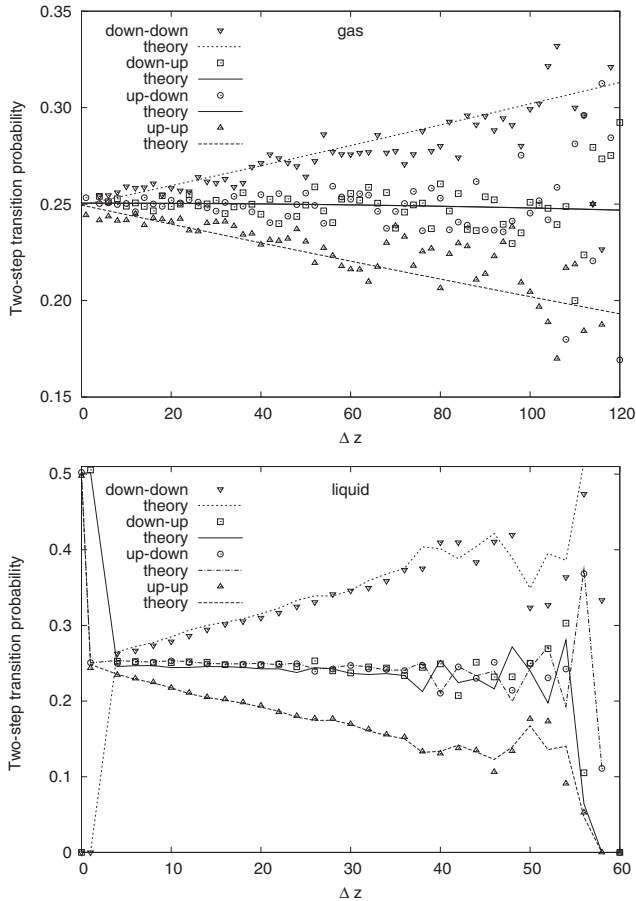 0.35
0.30
0.25
0.20
0.15
Two-step transition probability
gas
down-down
theory
down-up
theory
up-down
theory
up-up
theory
0 20 40 60 80 100 120
Δ z
0.5
0.4
0.3
0.2
0.1
0
Two-step transition probability
liquid
down-down
theory
down-up
theory
up-down
theory
up-up
theory
0 10 20 30 40 50 60
Δ z